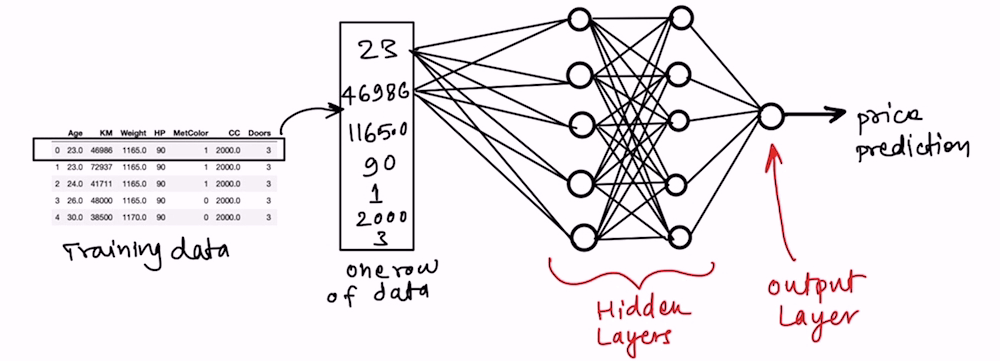 Age KM Weight HP MetColor CC Doors
0 23.0 46986 1165.0 90 1 2000.0 3
1 23.0 72937 1165.0 90 1 2000.0 3
2 24.0 41711 1165.0 90 1 2000.0 3
3 26.0 48000 1165.0 90 0 2000.0 3
4 30.0 38500 1170.0 90 0 2000.0 3
Training data
23
46986
1165.0
90
1
2000
3
one row
of data
Hidden
Layers
output
Layer
price
prediction